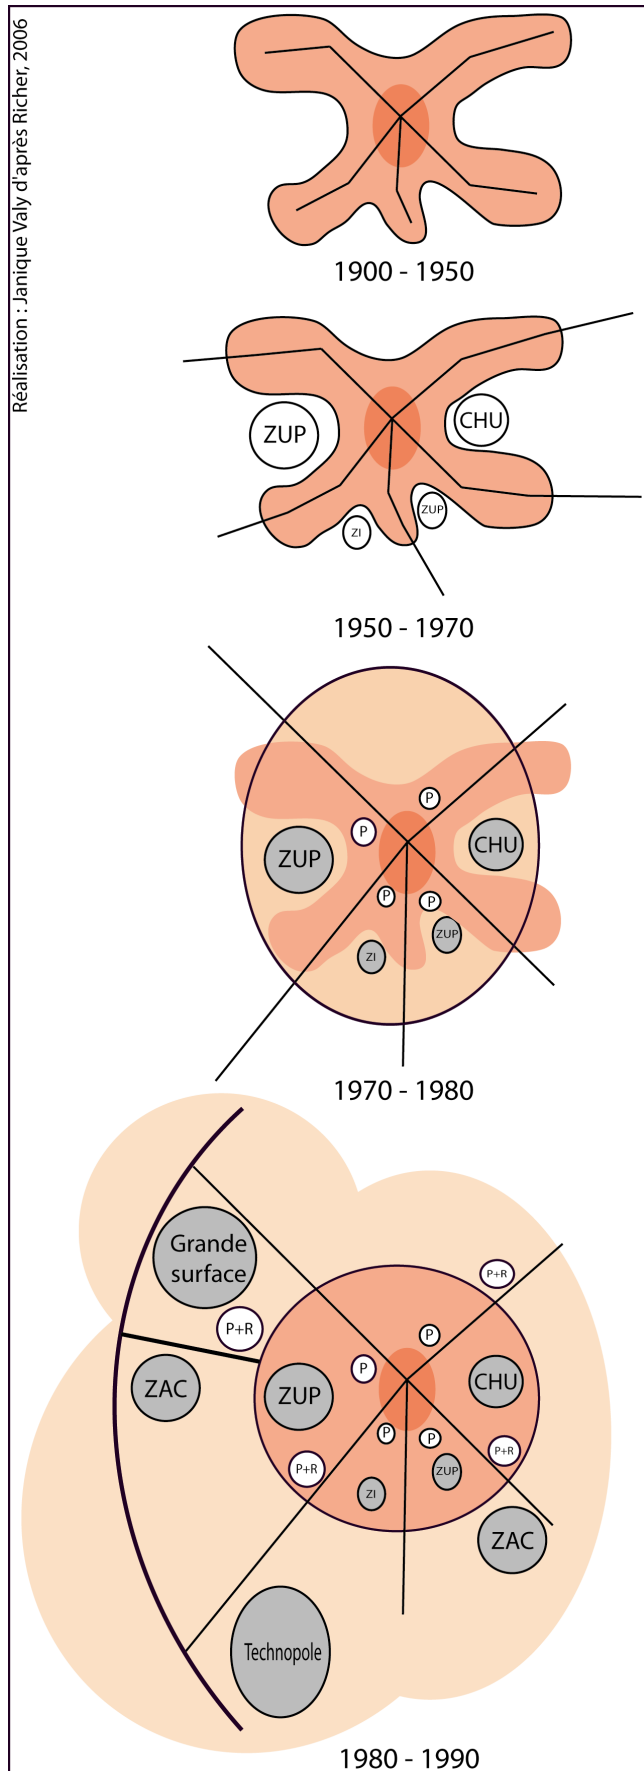 Réalisation : Janique Valy d'après Richer, 2006
1900 - 1950
ZUP
CHU
ZI
ZUP
1950 - 1970
P
P
ZUP
CHU
P
P
ZUP
ZI
1970 - 1980
Grande
surface
P+R
P+R
P
P
ZAC
ZUP
CHU
P
P
P+R
P+R
ZUP
ZI
ZAC
Technopole
1980 - 1990